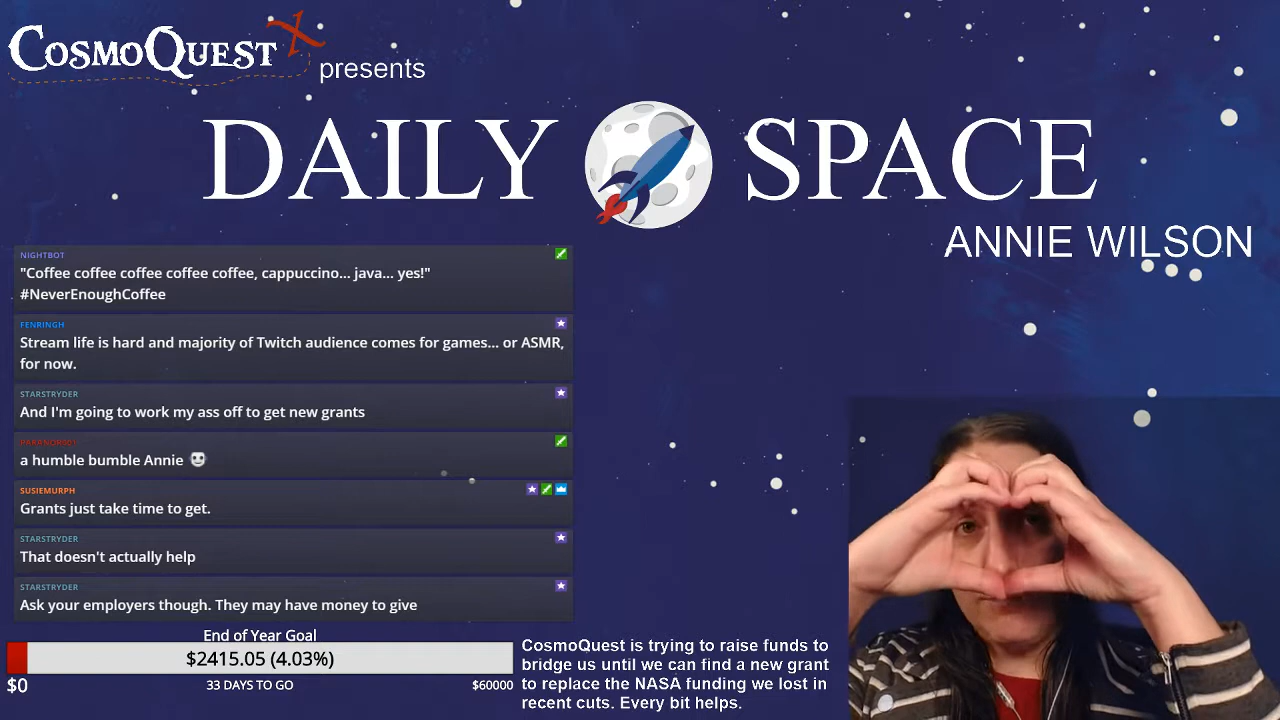 CosmoQuest X
presents
DAILY SPACE
ANNIE WILSON
NIGHTBOT
"Coffee coffee coffee coffee coffee, cappuccino... java... yes!"
#NeverEnoughCoffee
FENRINGH
Stream life is hard and majority of Twitch audience comes for games... or ASMR,
for now.
STARSTRYDER
And I'm going to work my ass off to get new grants
a humble bumble Annie
SUSIEMURPH
Grants just take time to get.
STARSTRYDER
That doesn't actually help
STARSTRYDER
Ask your employers though. They may have money to give
End of Year Goal
$2415.05 (4.03%)
$0
33 DAYS TO GO
$60000
CosmoQuest is trying to raise funds to
bridge us until we can find a new grant
to replace the NASA funding we lost in
recent cuts. Every bit helps.